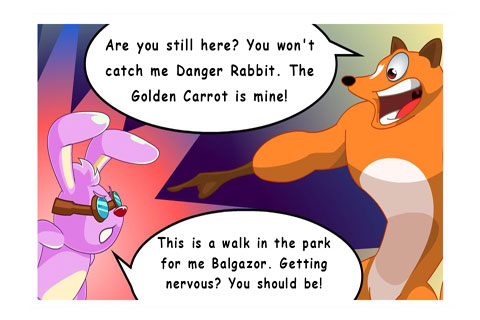 Are you still here? You won't
catch me Danger Rabbit. The
Golden Carrot is mine!
This is a walk in the park
for me Balgazor. Getting
nervous? You should be!